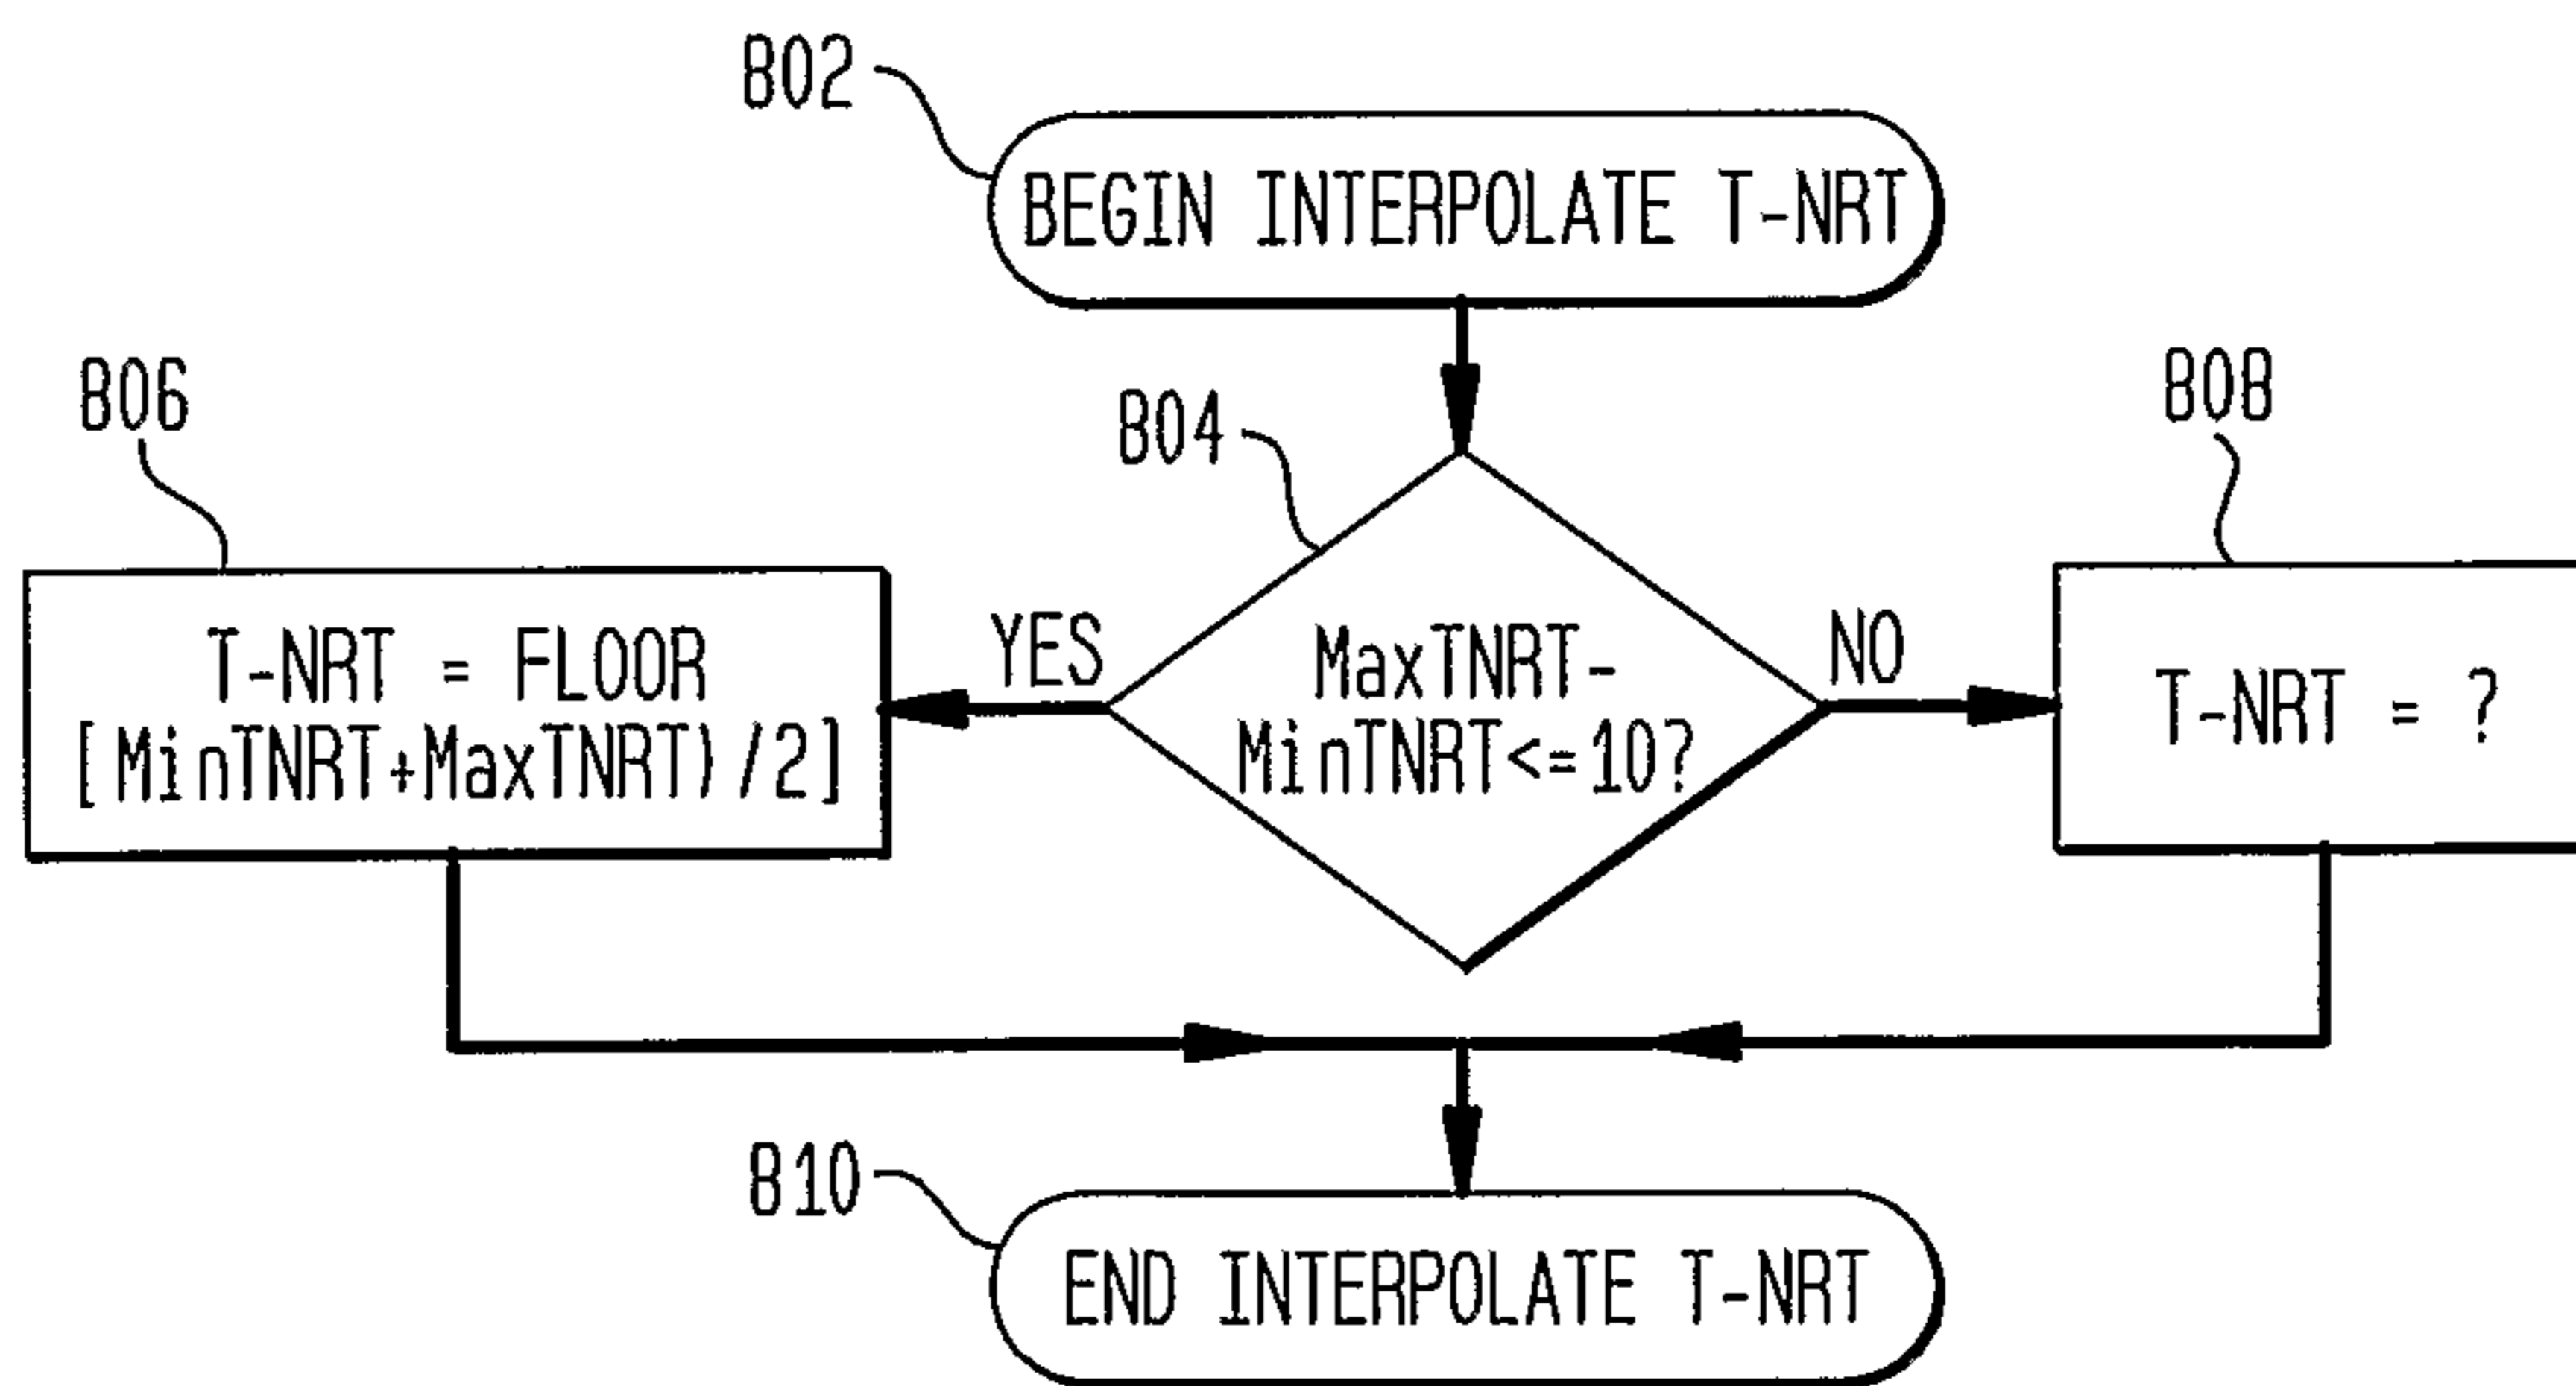 802
BEGIN INTERPOLATE T-NRT
804
806
808
YES
MaxTNRT-
MinTNRT<=10?
NO
T-NRT = FLOOR
[MinTNRT+MaxTNRT)/2]
T-NRT = ?
810
END INTERPOLATE T-NRT